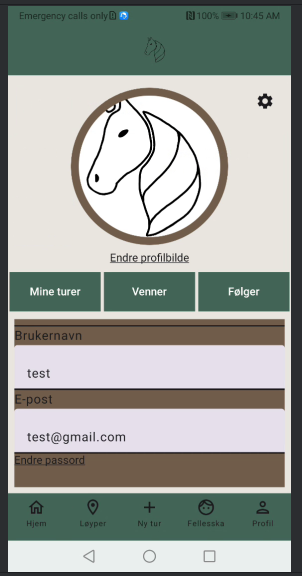 Emergency calls only 100% 10:45 AM
Endre profilbilde
Mine turer Venner Følger
Brukernavn
test
E-post
test@gmail.com
Endre passord
Hjem Løyper Ny tur Fellesska Profil